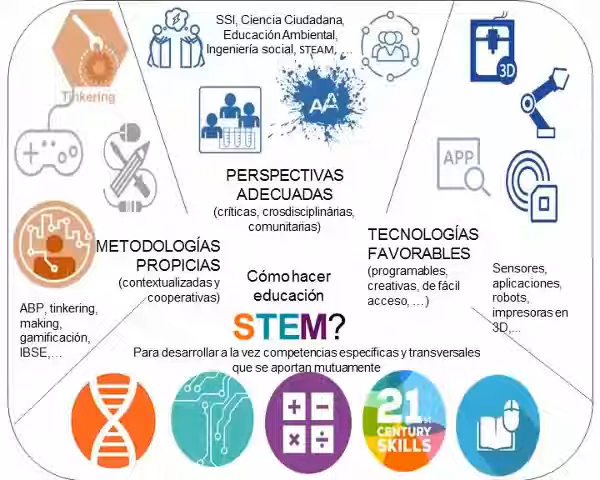 SSI, Ciencia Ciudadana,
Educación Ambiental,
Ingeniería social, STEAM, ...
Tinkering
3D
AA
APP
PERSPECTIVAS
ADECUADAS
(críticas, crosdisciplinárias,
comunitarias)
METODOLOGÍAS
PROPICIAS
(contextualizadas y
cooperativas)
TECNOLOGÍAS
FAVORABLES
(programables,
creativas, de fácil
acceso, ...)
Sensores,
aplicaciones,
robots,
impresoras en
3D,...
ABP, tinkering,
making,
gamificación,
IBSE,...
Cómo hacer
educación
STEM?
Para desarrollar a la vez competencias específicas y transversales
que se aportan mutuamente
21st
CENTURY
SKILLS